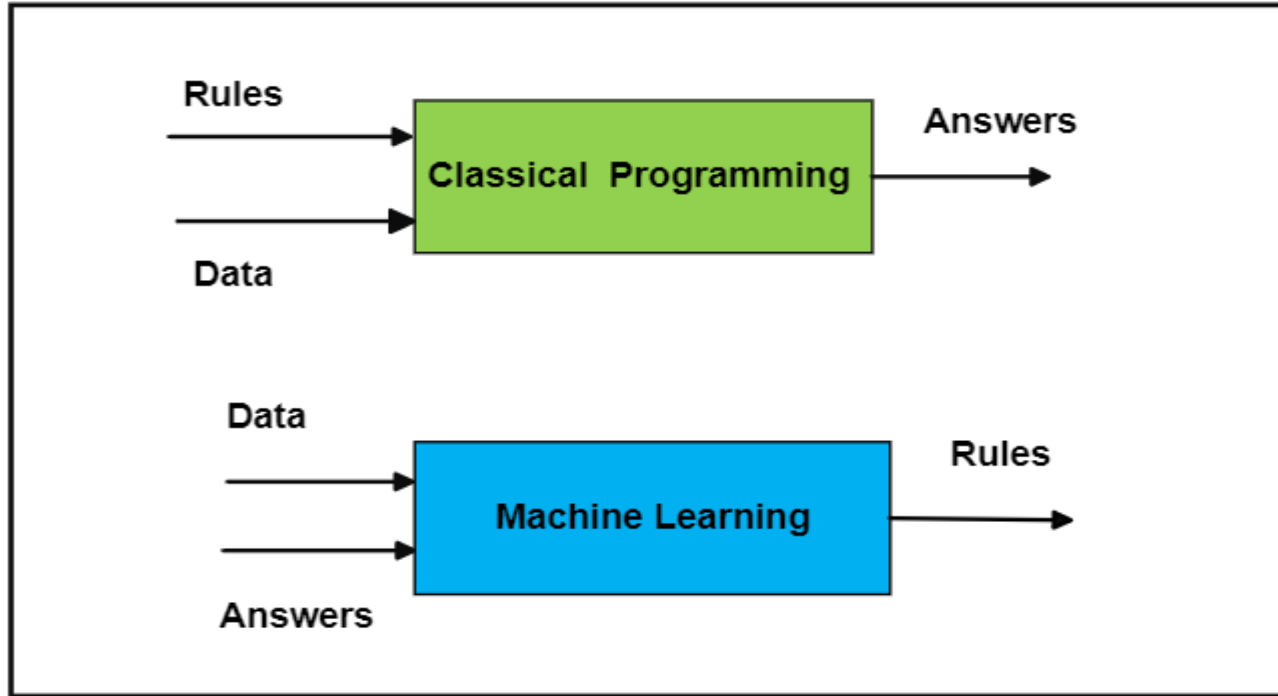 Rules
Classical  Programming
Answers
Data
Data
Machine Learning
Rules
Answers